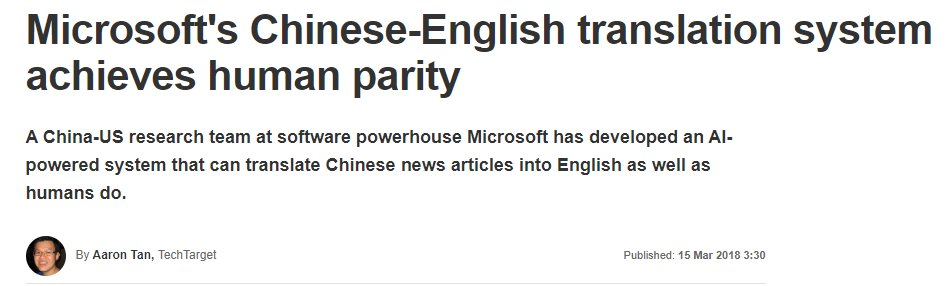 Microsoft's Chinese-English translation system
achieves human parity
A China-US research team at software powerhouse Microsoft has developed an AI-
powered system that can translate Chinese news articles into English as well as
humans do.
By Aaron Tan, TechTarget
Published: 15 Mar 2018 3:30